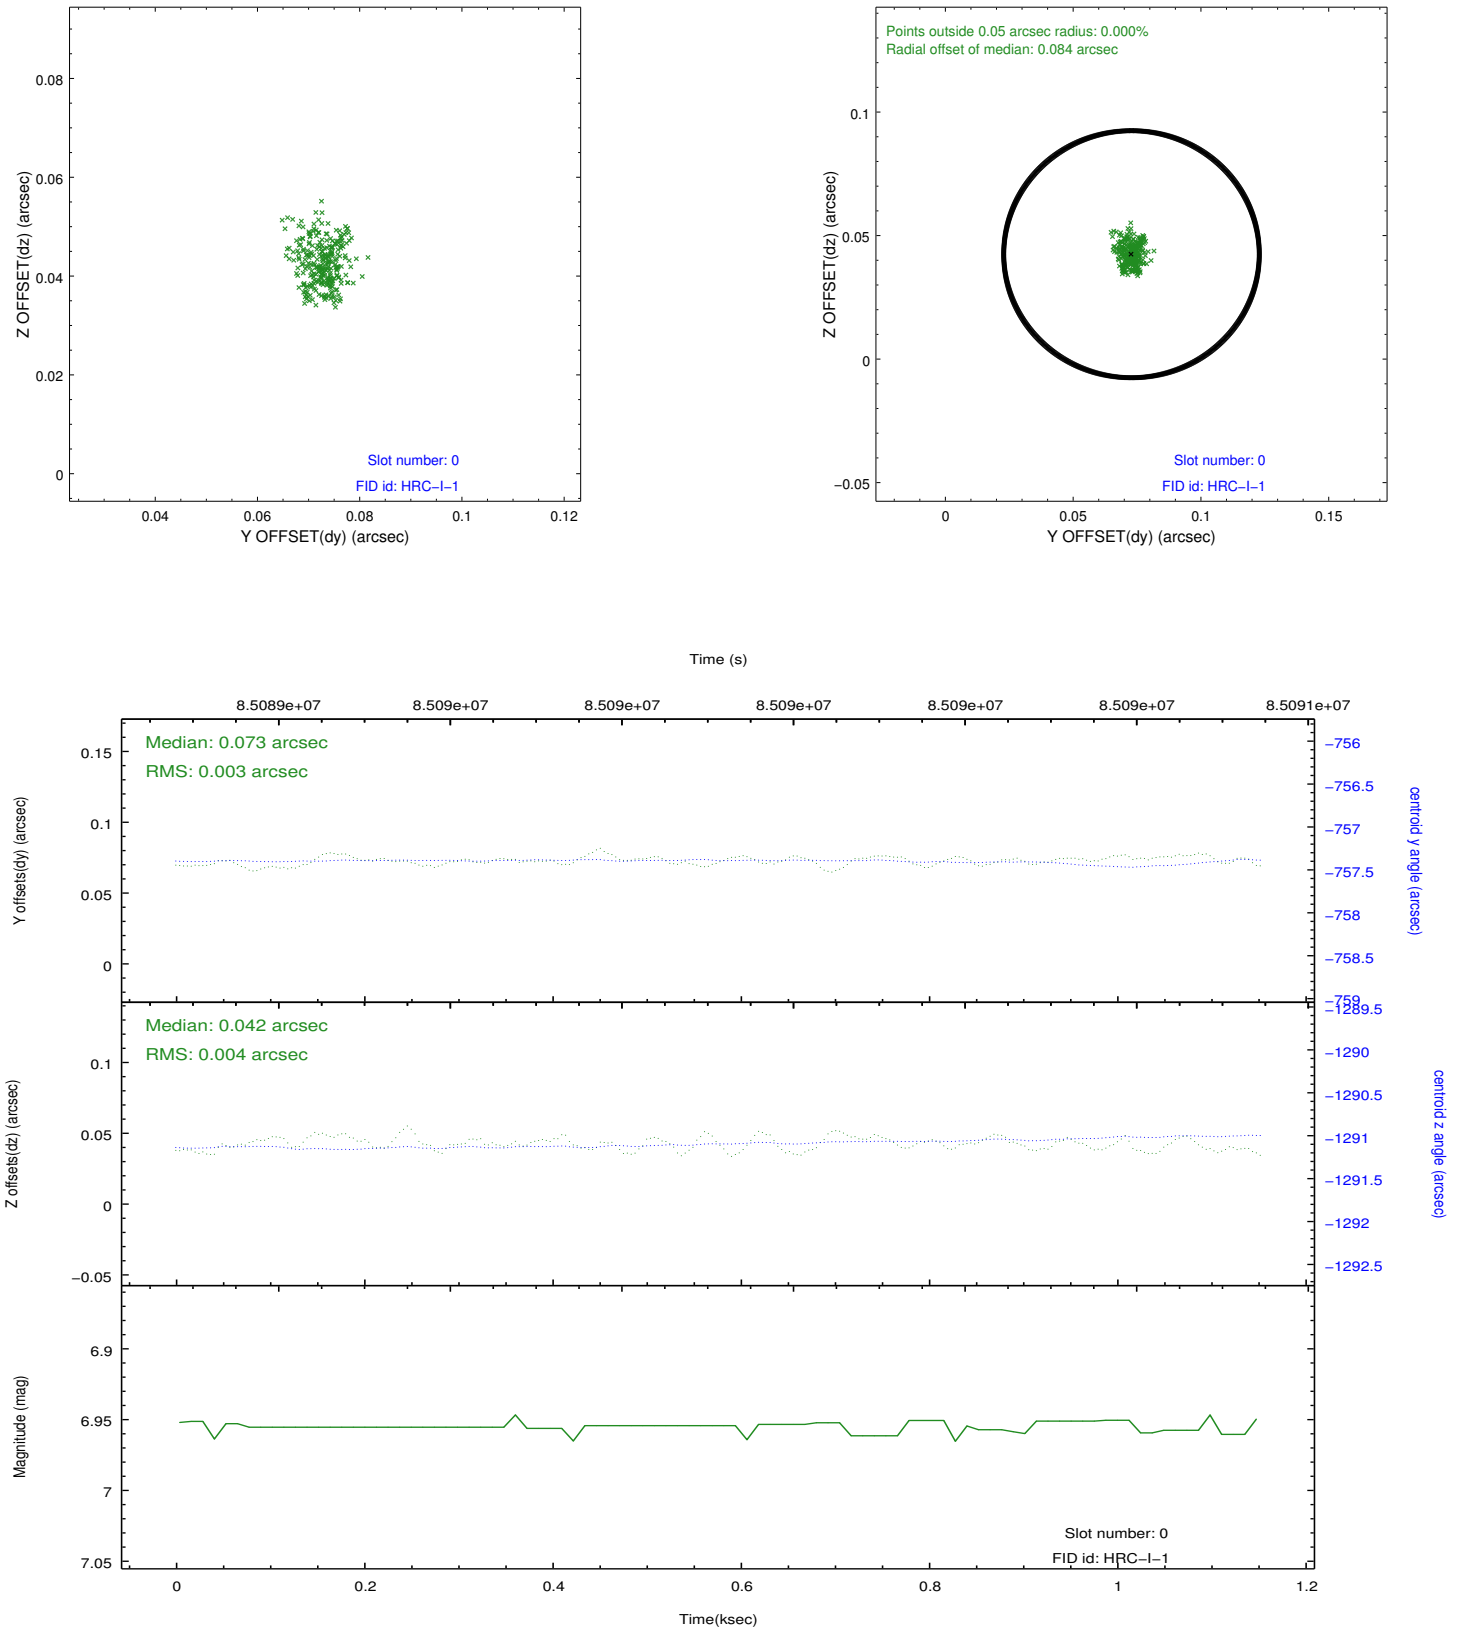 0.08
0.06
0.04
0.02
0
Z OFFSET(dz) (arcsec)
Slot number: 0
FID id: HRC−I−1
0.04 0.06 0.08 0.1 0.12
Y OFFSET(dy) (arcsec)
Points outside 0.05 arcsec radius: 0.000%
Radial offset of median: 0.084 arcsec
0.1
0.05
0
−0.05
Z OFFSET(dz) (arcsec)
Slot number: 0
FID id: HRC−I−1
0 0.05 0.1 0.15
Y OFFSET(dy) (arcsec)
Time (s)
8.5089e+07 8.509e+07 8.509e+07 8.509e+07 8.509e+07 8.509e+07 8.5091e+07
Median: 0.073 arcsec
RMS: 0.003 arcsec
0.15
0.1
0.05
0
Y offsets(dy) (arcsec)
−756
−756.5
−757
−757.5
−758
−758.5
−759
centroid y angle (arcsec)
Median: 0.042 arcsec
RMS: 0.004 arcsec
0.1
0.05
0
−0.05
Z offsets(dz) (arcsec)
−1289.5
−1290
−1290.5
−1291
−1291.5
−1292
−1292.5
centroid z angle (arcsec)
6.9
6.95
7
7.05
Magnitude (mag)
Slot number: 0
FID id: HRC−I−1
0 0.2 0.4 0.6 0.8 1 1.2
Time(ksec)